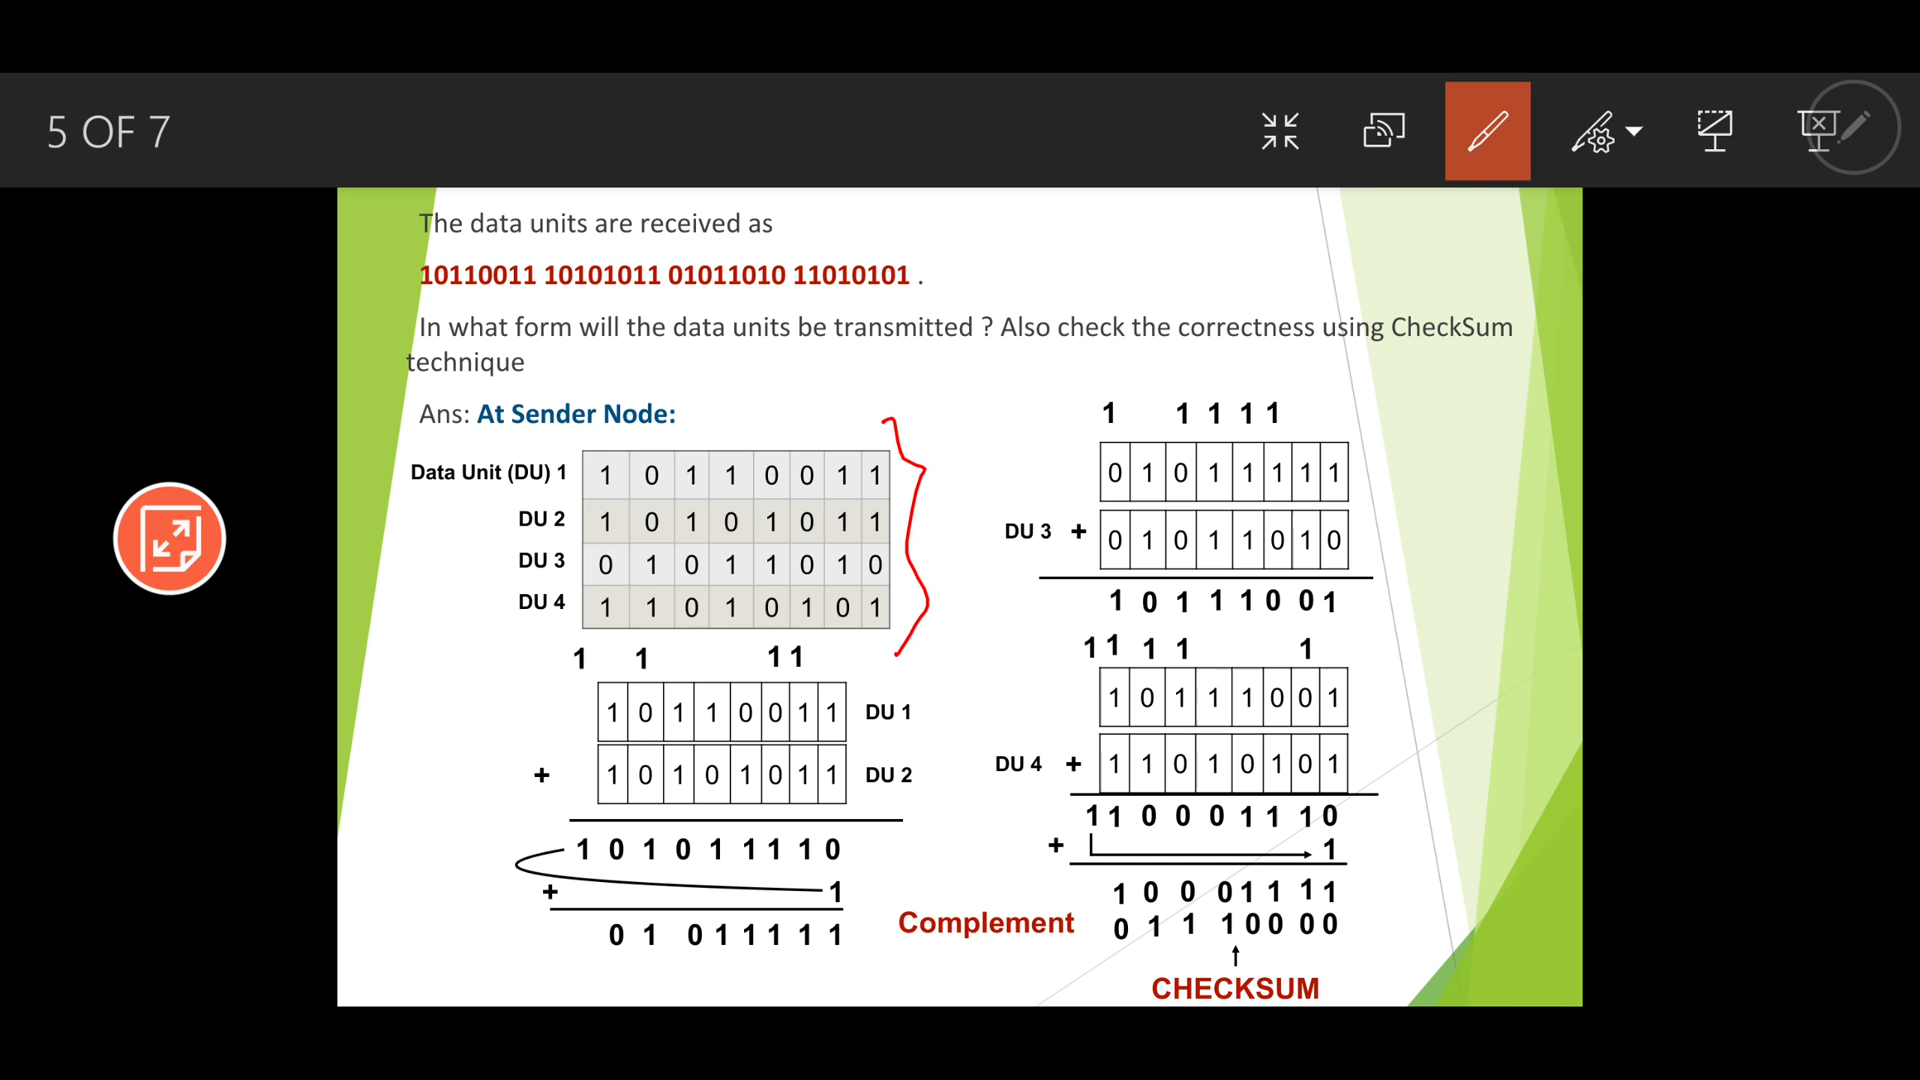 5 OF 7
The data units are received as
10110011 10101011 01011010 11010101 .
In what form will the data units be transmitted ? Also check the correctness using CheckSum
technique
Ans: At Sender Node:
Data Unit (DU) 1 1 0 1 1 0 0 1 1
DU 2 1 0 1 0 1 0 1 1
DU 3 0 1 0 1 1 0 1 0
DU 4 1 1 0 1 0 1 0 1
1 1 1 1
1 0 1 1 0 0 1 1 DU 1
+ 1 0 1 0 1 0 1 1 DU 2
1 0 1 0 1 1 1 1 0
+ 1
0 1 0 1 1 1 1 1
1 1 1 1 1
0 1 0 1 1 1 1 1
DU 3 + 0 1 0 1 1 0 1 0
1 0 1 1 1 0 0 1
1 1 1 1 1
1 0 1 1 1 0 0 1
DU 4 + 1 1 0 1 0 1 0 1
1 1 0 0 0 1 1 1 0
+ 1
1 0 0 0 1 1 1 1
Complement 0 1 1 1 0 0 0 0
CHECKSUM